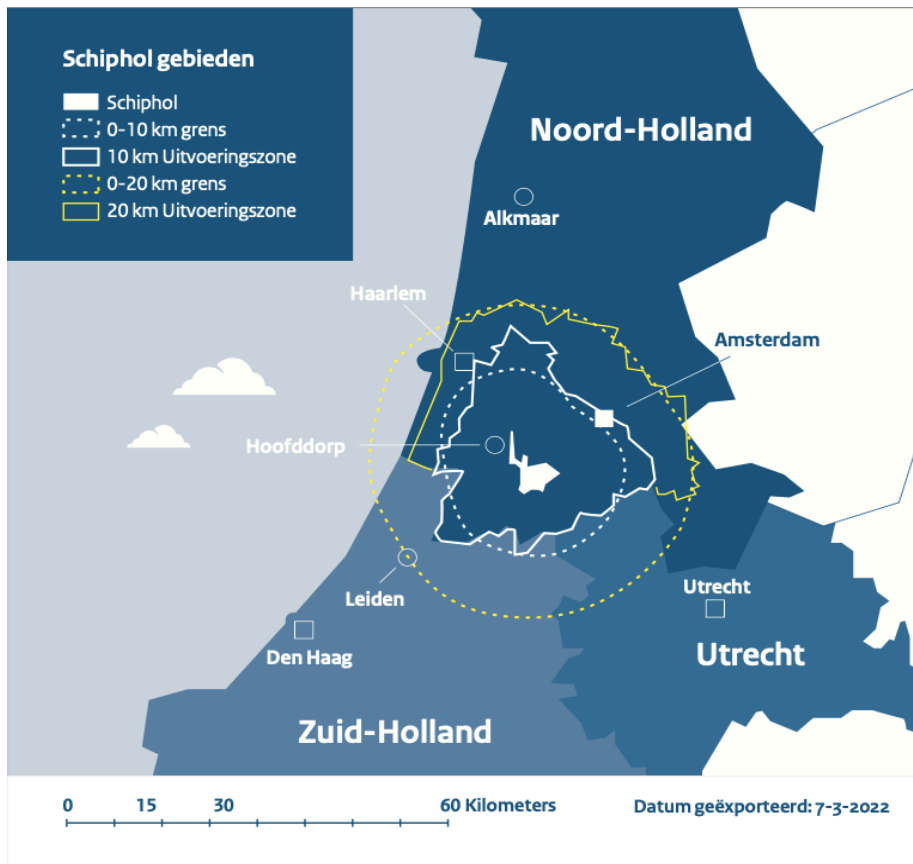 Schiphol gebieden
Schiphol
0-10 km grens
10 km Uitvoeringszone
0-20 km grens
20 km Uitvoeringszone
Noord-Holland
Alkmaar
Haarlem
Amsterdam
Hoofddorp
Leiden
Utrecht
Den Haag
Utrecht
Zuid-Holland
0 15 30 60 Kilometers
Datum geëxporteerd: 7-3-2022